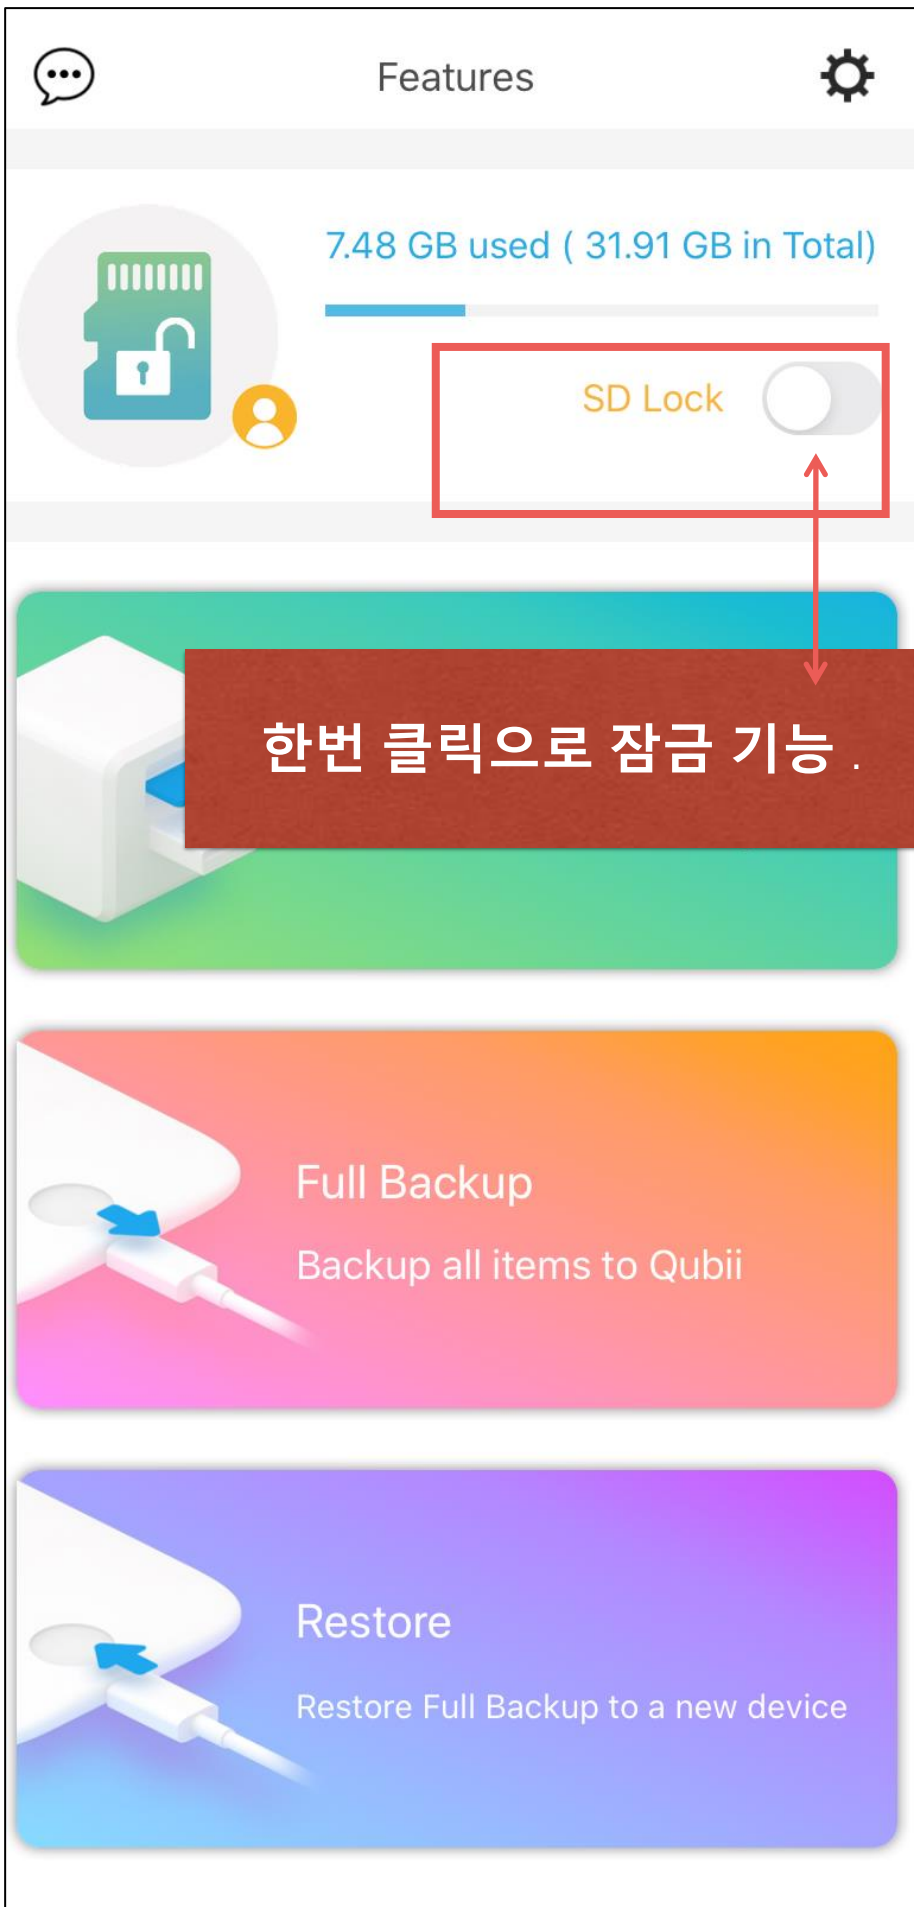 Features
7.48 GB used ( 31.91 GB in Total)
SD Lock
한번 클릭으로 잠금 기능 .
Full Backup
Backup all items to Qubii
Restore
Restore Full Backup to a new device